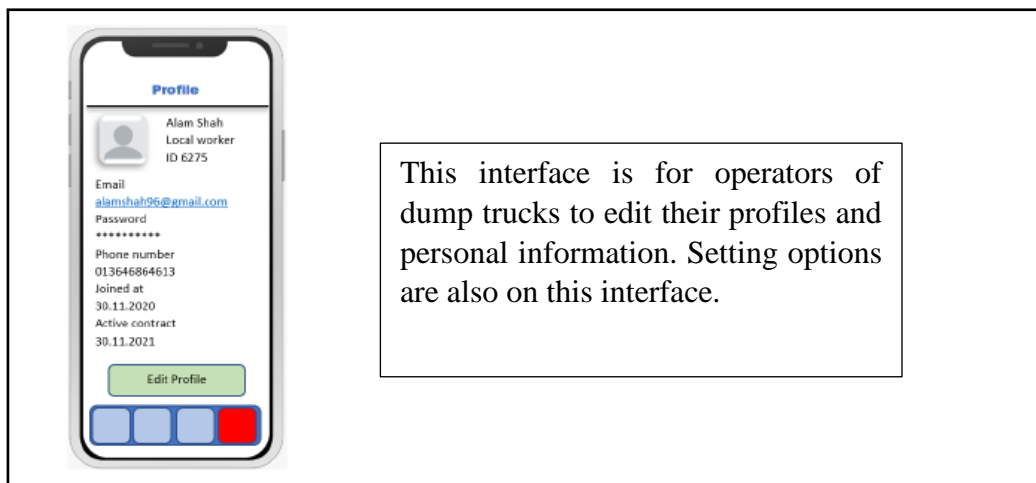 Profile
Alam Shah
Local worker
ID 6275
Email
alamshah96@gmail.com
Password
**********
Phone number
013646864613
Joined at
30.11.2020
Active contract
30.11.2021
Edit Profile
This interface is for operators of
dump trucks to edit their profiles and
personal information. Setting options
are also on this interface.